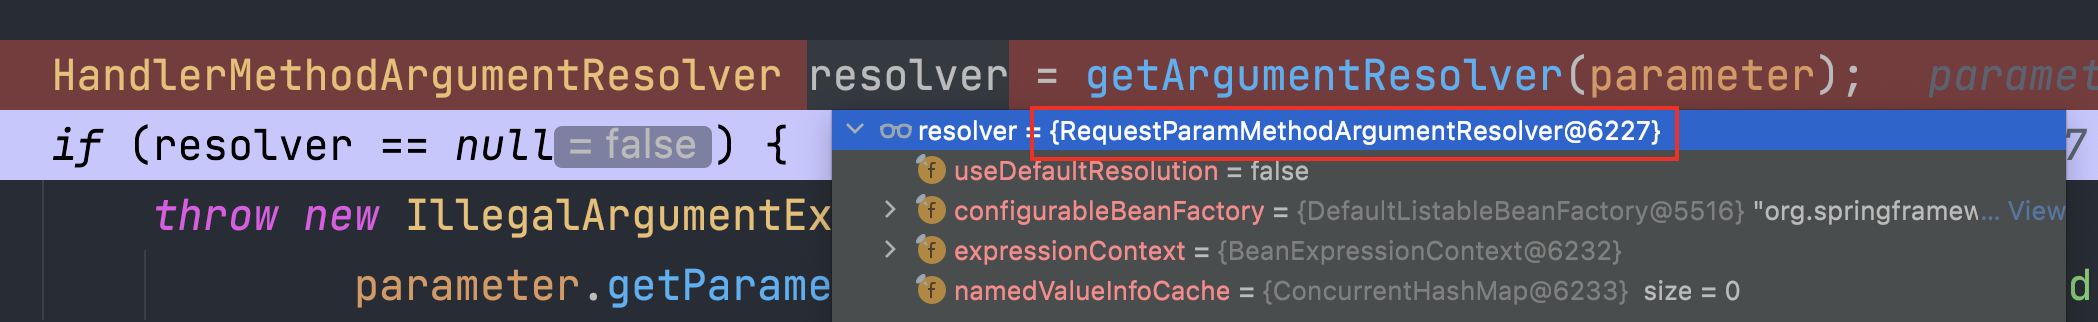 HandlerMethodArgumentResolver resolver = getArgumentResolver(parameter); paramet
if (resolver == null = false ) {
resolver = {RequestParamMethodArgumentResolver@6227}
7
useDefaultResolution = false
throw new IllegalArgumentEx
configurableBeanFactory = {DefaultListableBeanFactory@5516} "org.springframew... View
expressionContext = {BeanExpressionContext@6232}
parameter.getParame
namedValueInfoCache = {ConcurrentHashMap@6233} size = 0
d